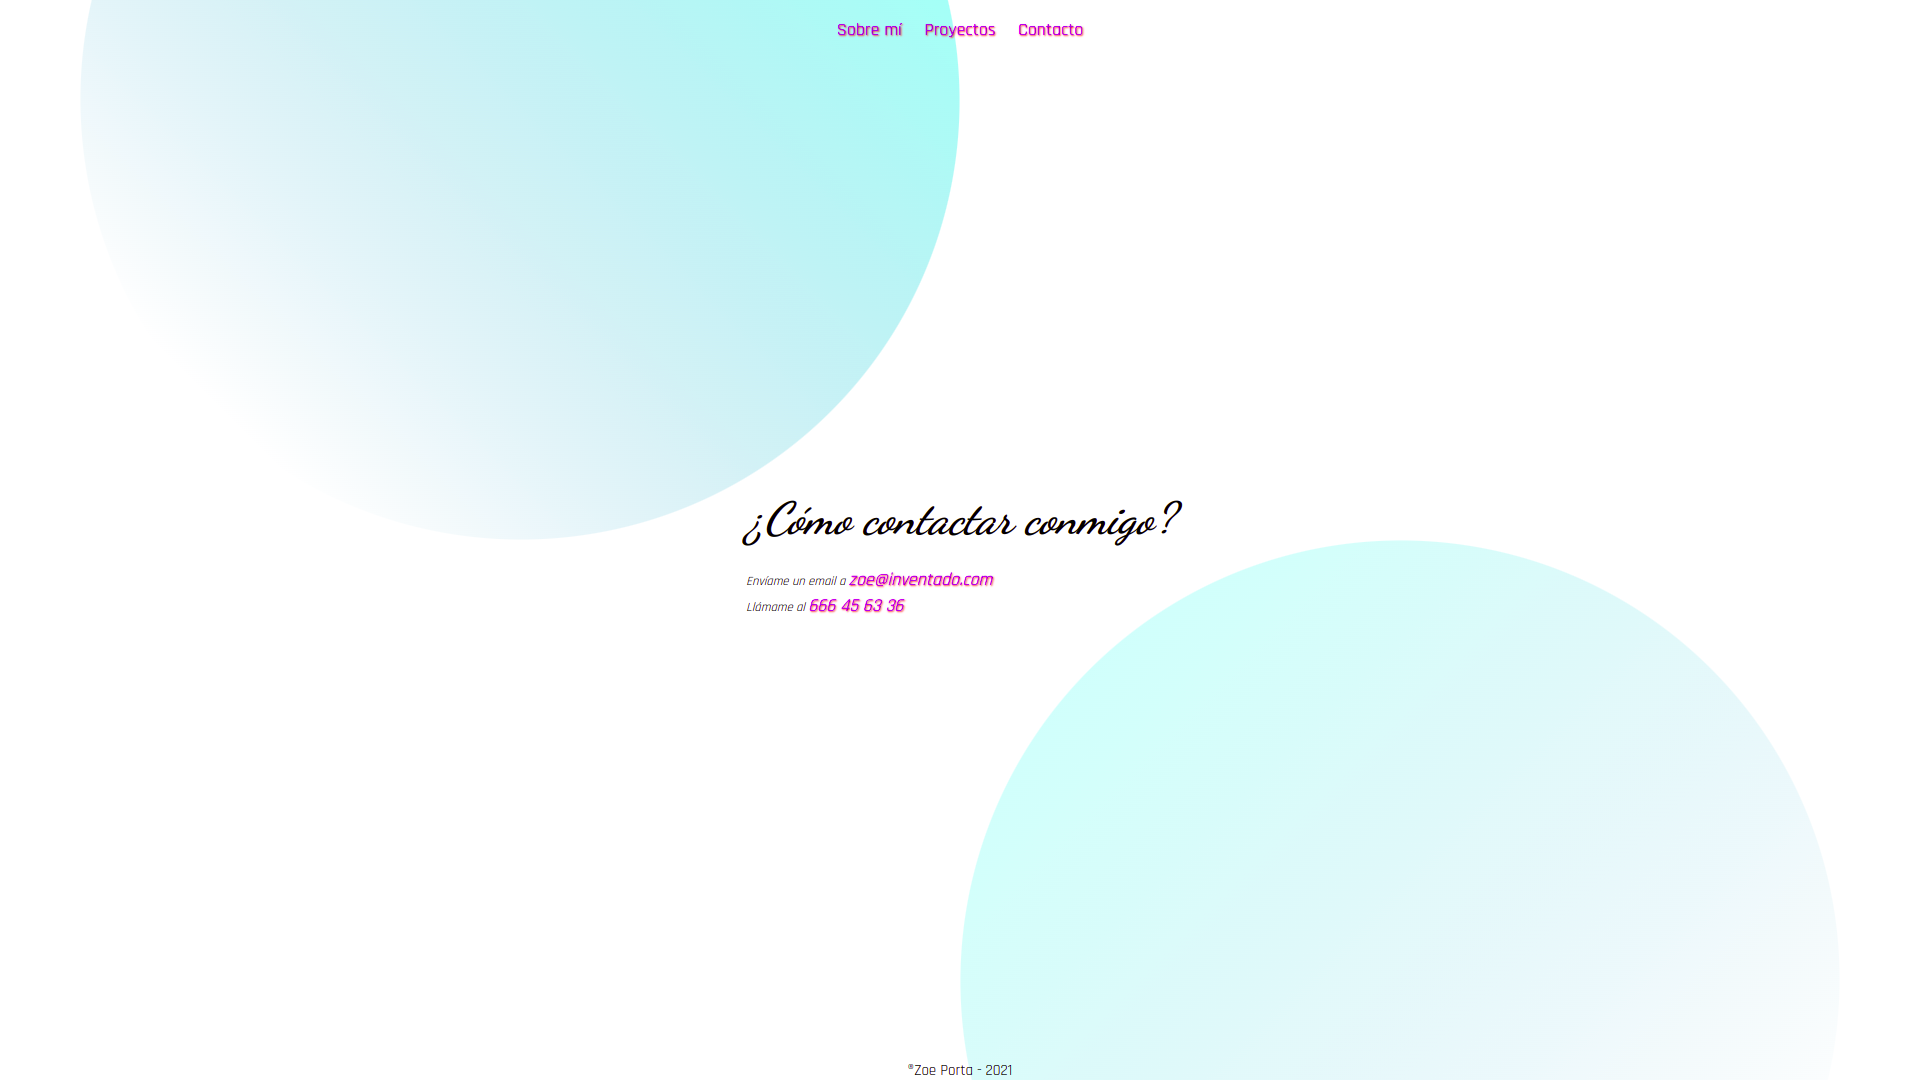 Sobre mí Proyectos Contacto
¿Cómo contactar conmigo?
Envíame un email a zoe@inventado.com
Llámame al 666 45 63 36
®Zoe Porta - 2021